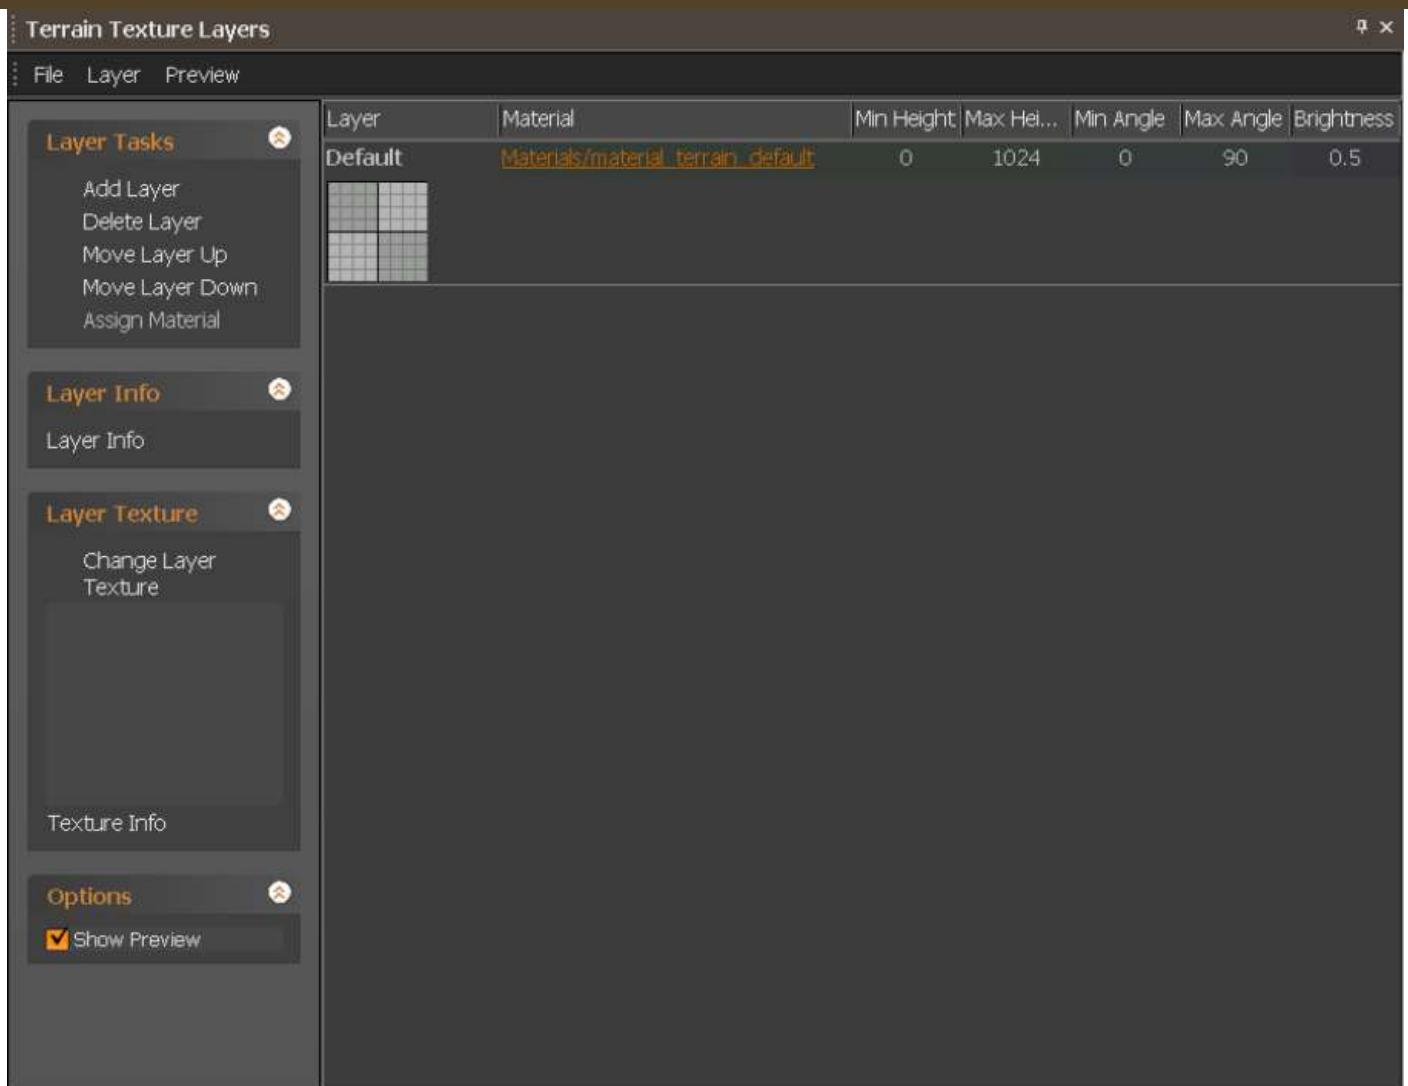 Terrain Texture Layers
File Layer Preview
Layer Tasks
Add Layer
Delete Layer
Move Layer Up
Move Layer Down
Assign Material
Layer Info
Layer Info
Layer Texture
Change Layer
Texture
Texture Info
Options
Show Preview
Layer Material Min Height Max Hei... Min Angle Max Angle Brightness
Default Materials/material_terrain_default 0 1024 0 90 0.5